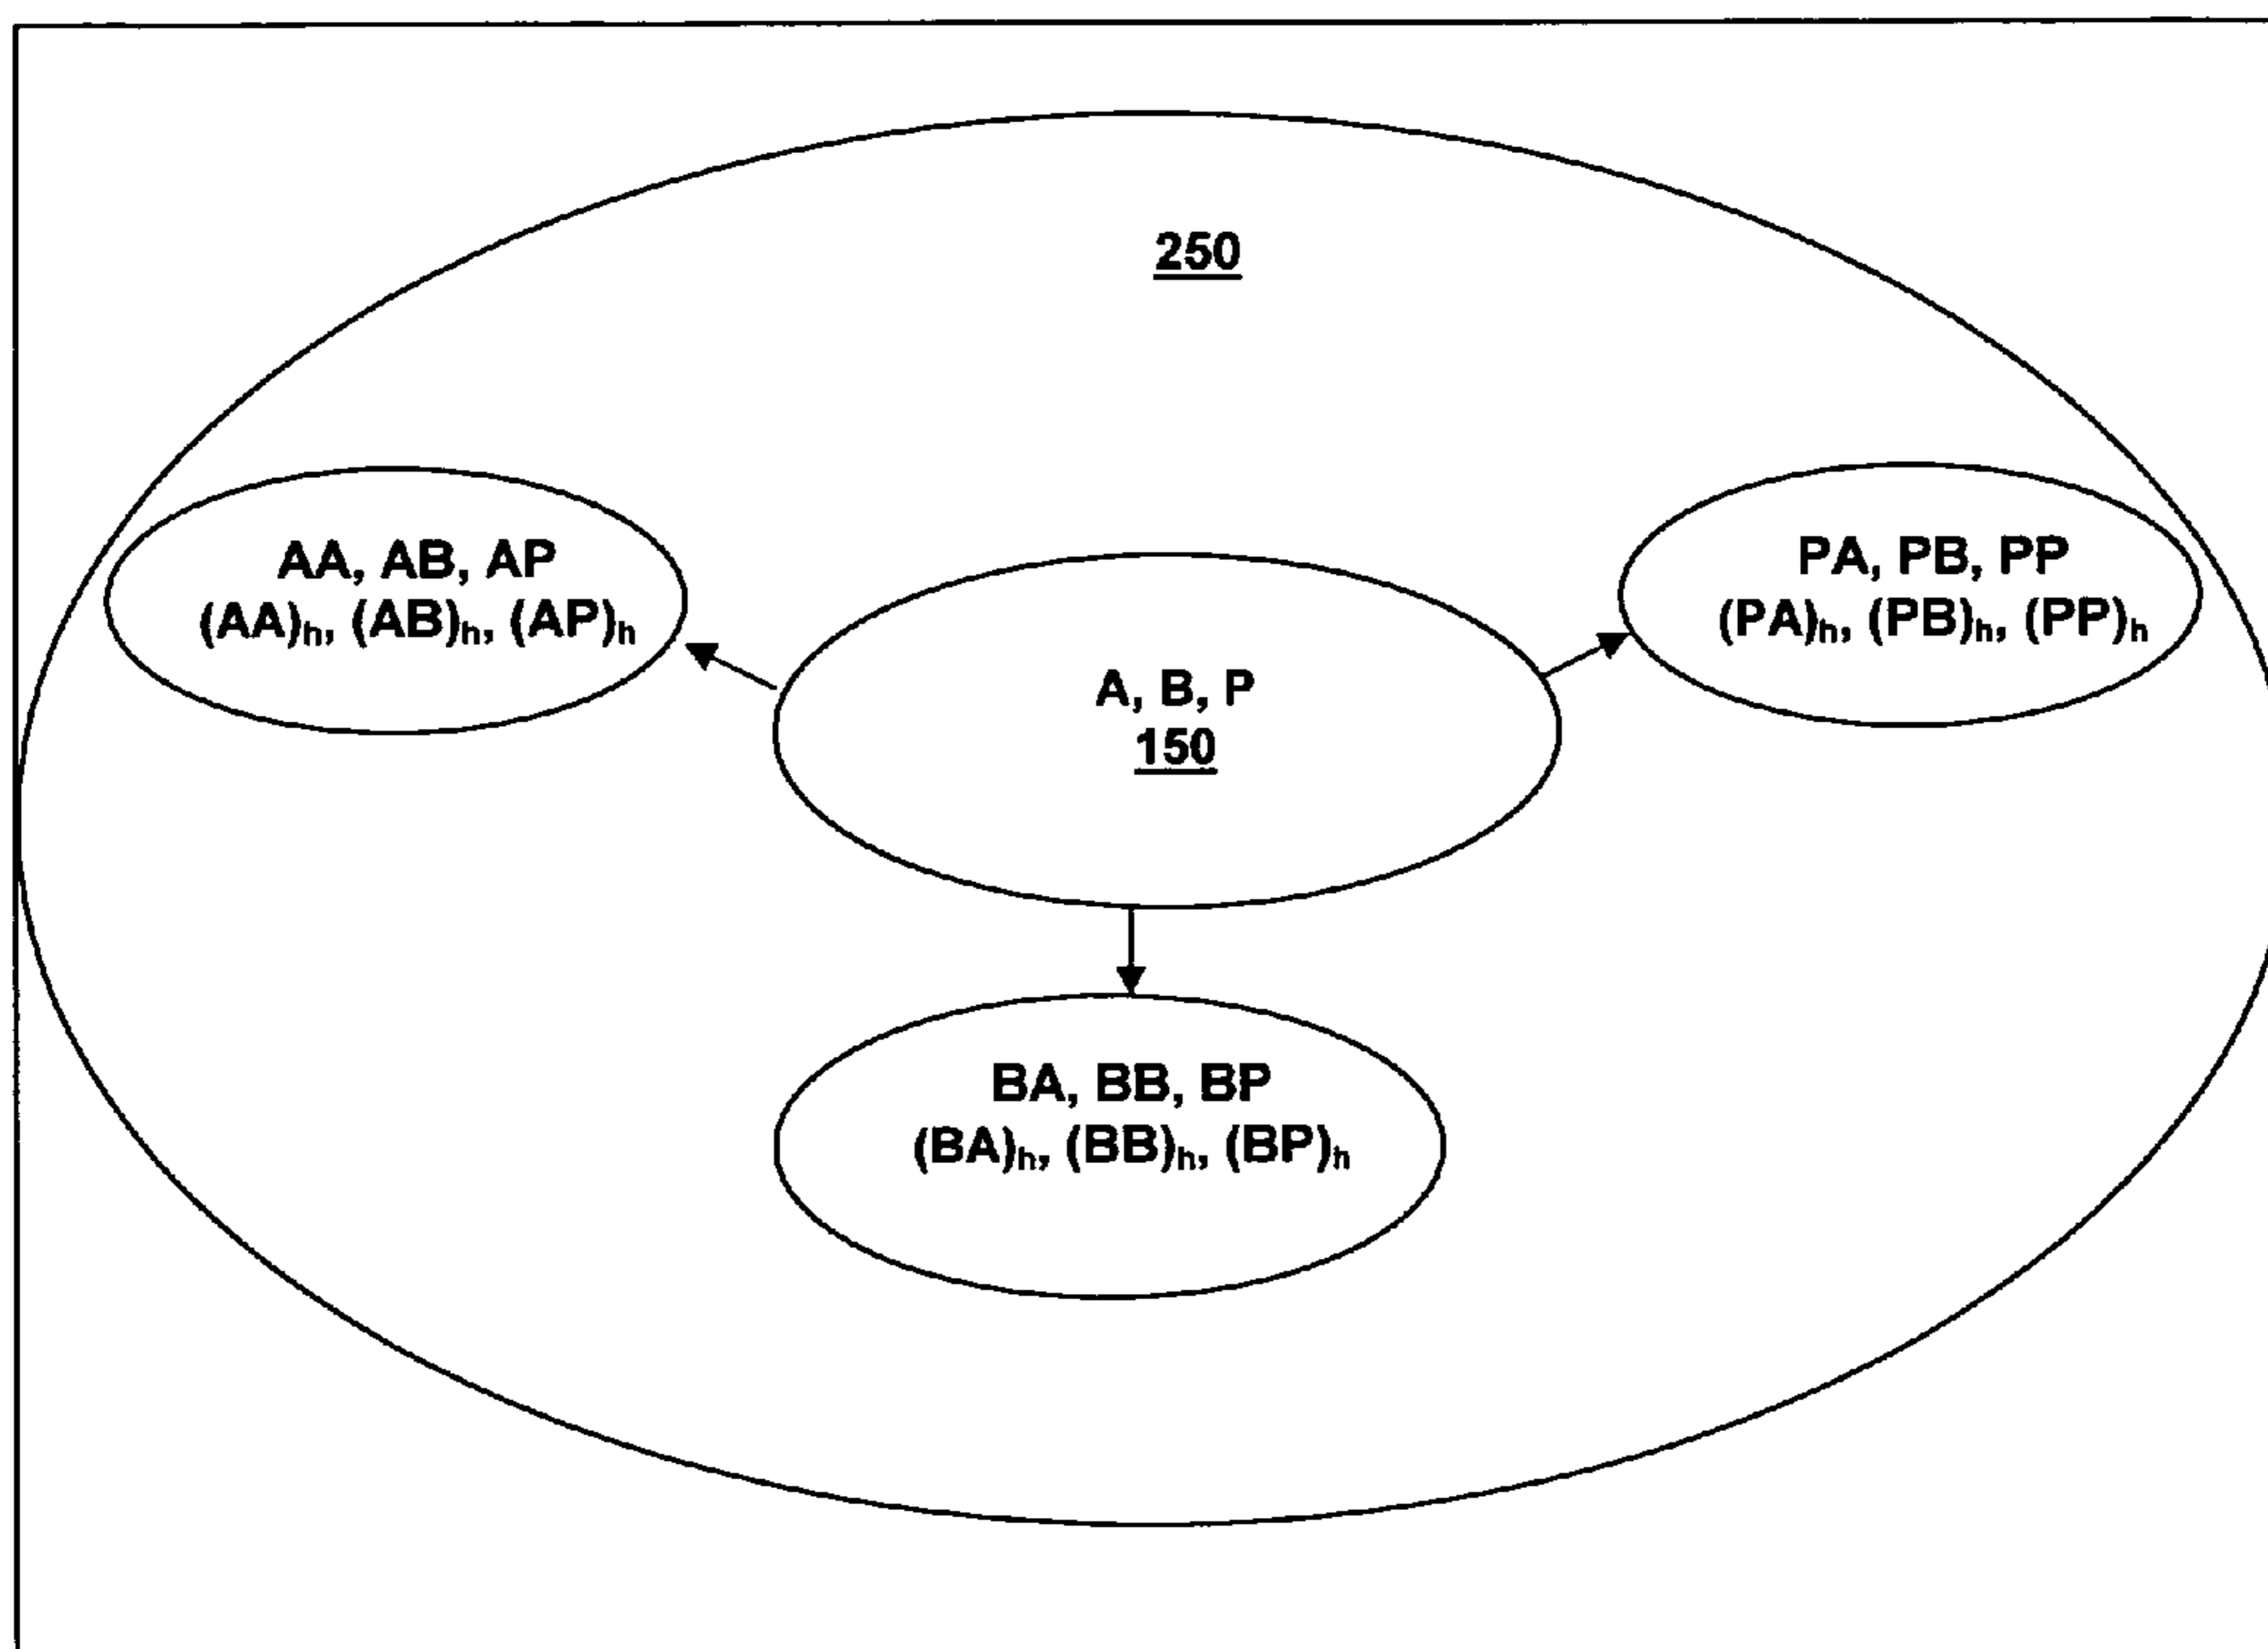 250
AA, AB, AP
(AA)h, (AB)h, (AP)h
PA, PB, PP
(PA)h, (PB)h, (PP)h
A, B, P
150
BA, BB, BP
(BA)h, (BB)h, (BP)h